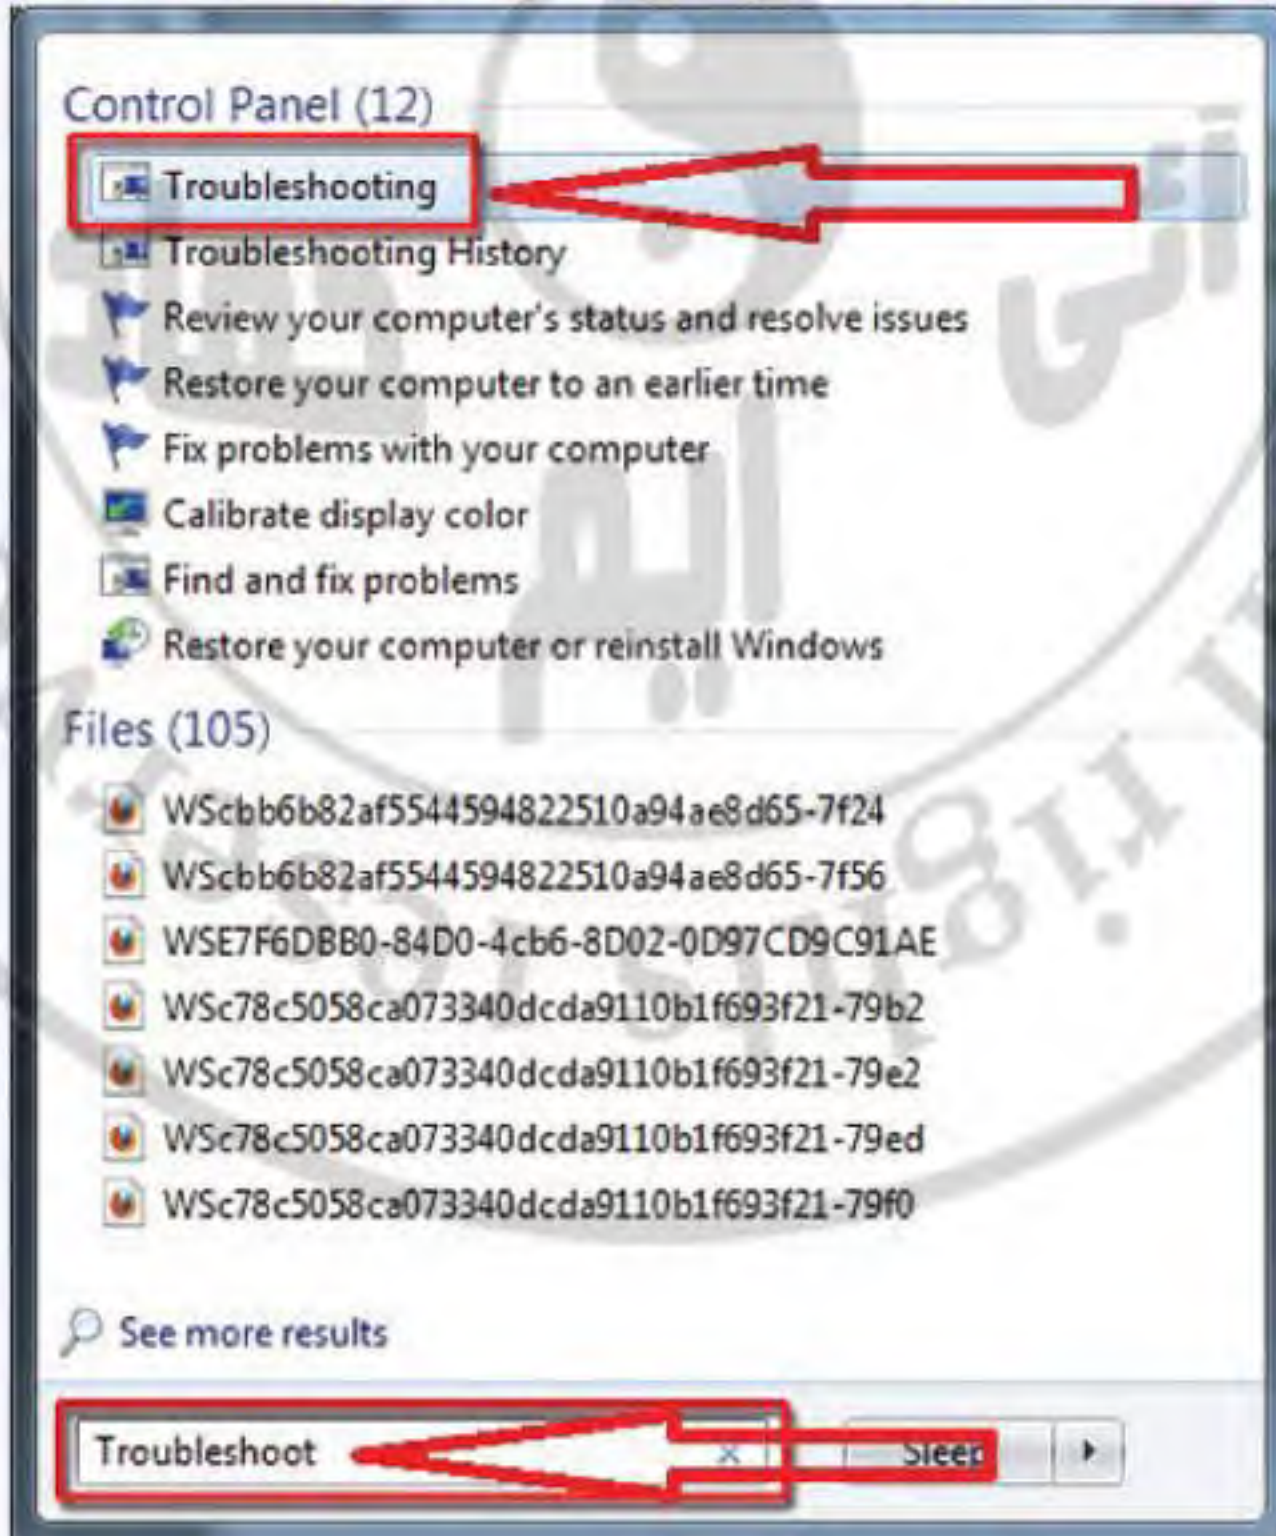 Control Panel (12)
Troubleshooting
Troubleshooting History
Review your computer's status and resolve issues
Restore your computer to an earlier time
Fix problems with your computer
Calibrate display color
Find and fix problems
Restore your computer or reinstall Windows
Files (105)
WScbb6b82af5544594822510a94ae8d65-7f24
WScbb6b82af5544594822510a94ae8d65-7f56
WSE7F6DBB0-84D0-4cb6-8D02-0D97CD9C91AE
WSc78c5058ca073340dcda9110b1f693f21-79b2
WSc78c5058ca073340dcda9110b1f693f21-79e2
WSc78c5058ca073340dcda9110b1f693f21-79ed
WSc78c5058ca073340dcda9110b1f693f21-79f0
See more results
Troubleshoot
Sleep